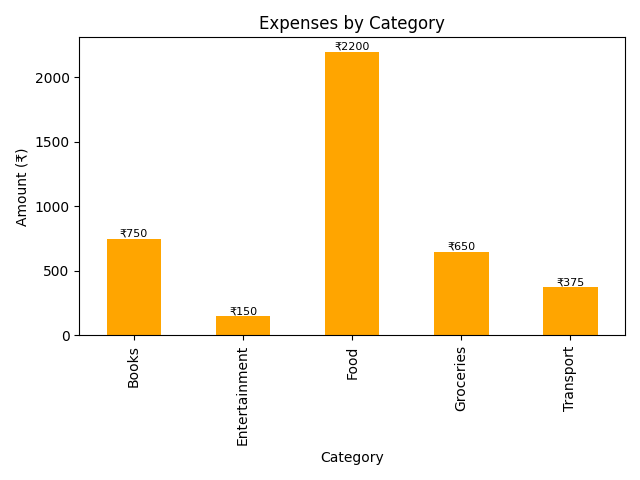 Expenses by Category
Amount (₹)
2000
1500
1000
500
0
₹750
₹150
₹2200
₹650
₹375
Books
Entertainment
Food
Groceries
Transport
Category